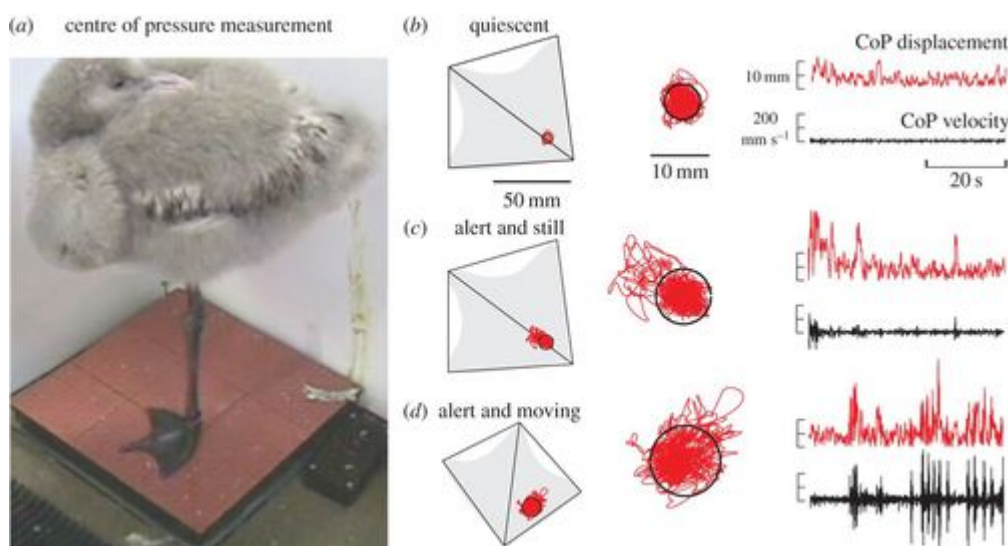 (a) centre of pressure measurement
(b) quiescent
CoP displacement
10 mm
200
mm s⁻¹
CoP velocity
10 mm
50 mm
20 s
(c) alert and still
(d) alert and moving